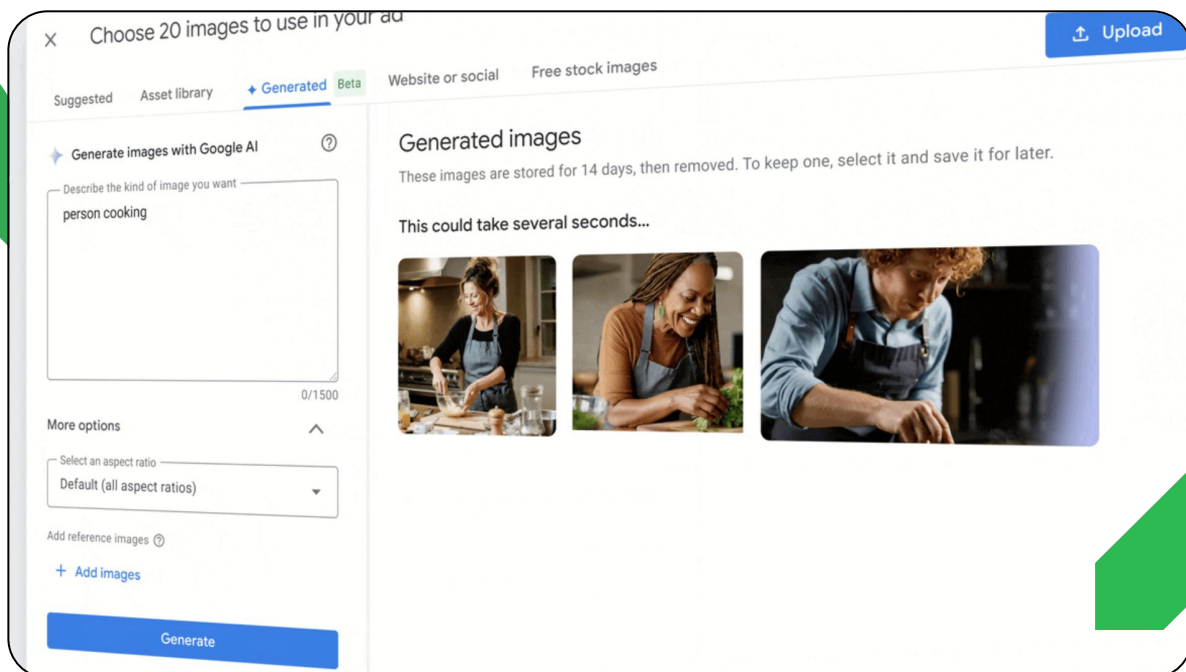 Choose 20 images to use in your ad
Upload
Suggested
Asset library
Generated
Beta
Website or social
Free stock images
Generate images with Google AI
Describe the kind of image you want
person cooking
0/1500
More options
Select an aspect ratio
Default (all aspect ratios)
Add reference images
+ Add images
Generate
Generated images
These images are stored for 14 days, then removed. To keep one, select it and save it for later.
This could take several seconds...